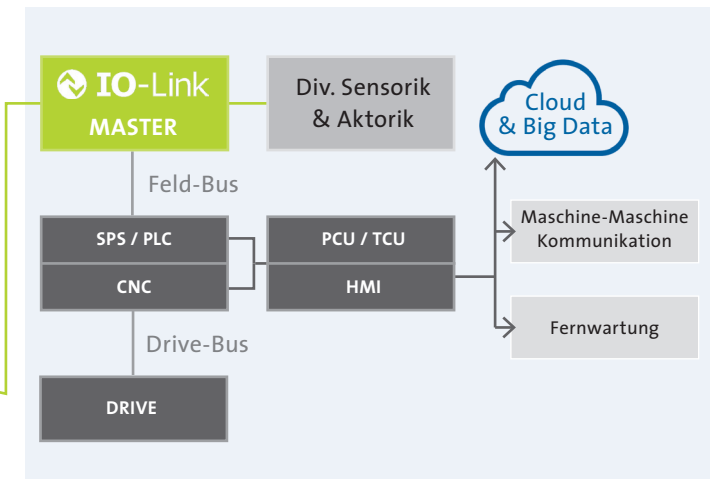 IO-Link
MASTER
Div. Sensorik
& Aktorik
Cloud
& Big Data
Feld-Bus
SPS / PLC
CNC
PCU / TCU
HMI
Maschine-Maschine
Kommunikation
Fernwartung
Drive-Bus
DRIVE